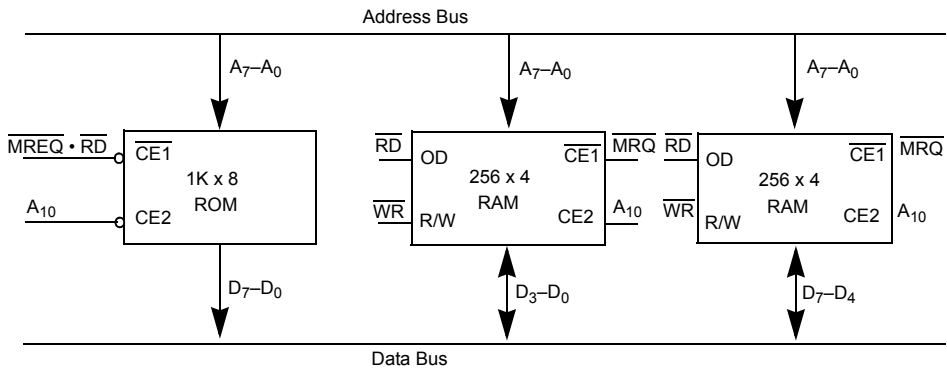 Address Bus
A7–A0
A7–A0
A7–A0
MREQ • RD
CE1
1K x 8
ROM
A10
CE2
D7–D0
RD
OD
CE1
MRQ
256 x 4
RAM
WR
R/W
CE2
A10
D3–D0
RD
OD
CE1
MRQ
256 x 4
RAM
WR
R/W
CE2
A10
D7–D4
Data Bus